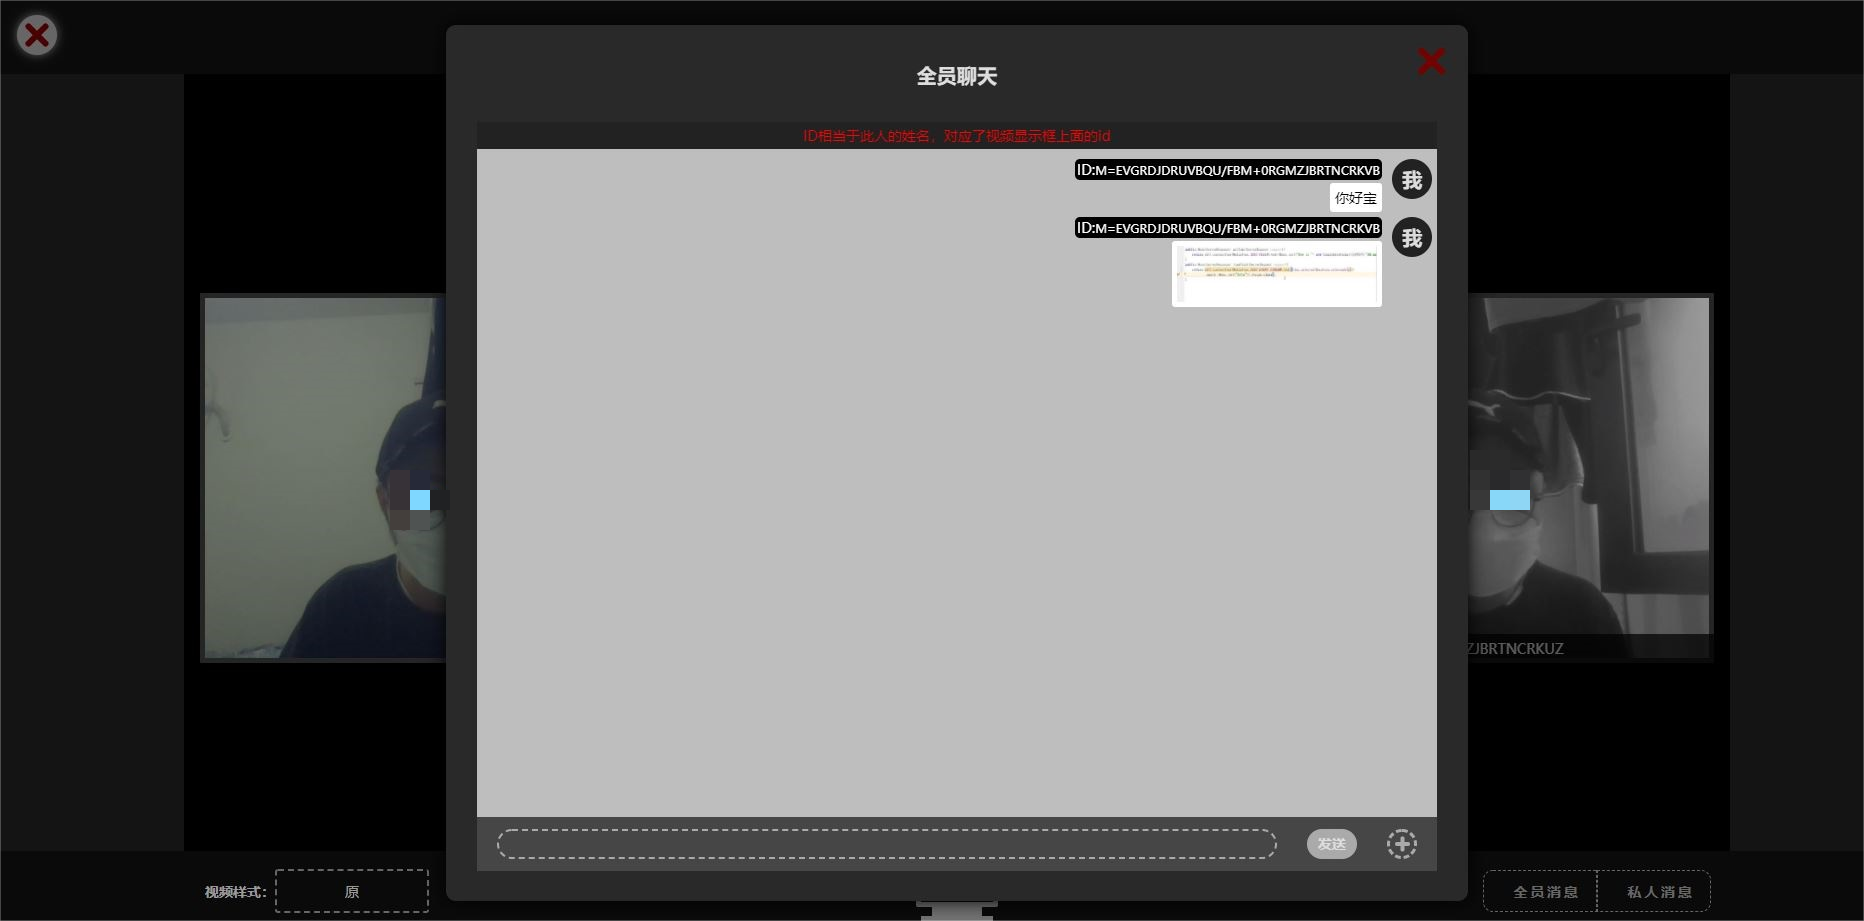 全员聊天
ID相当于此人的姓名，对应了视频显示框上面的id
ID:M=EVGRDJDRUVBQU/FBM+0RGMZJBRTNCRKVB
我
你好宝
ID:M=EVGRDJDRUVBQU/FBM+0RGMZJBRTNCRKVB
我
ZJBRTNCRKUZ
发送
视频样式：
原
全员消息
私人消息